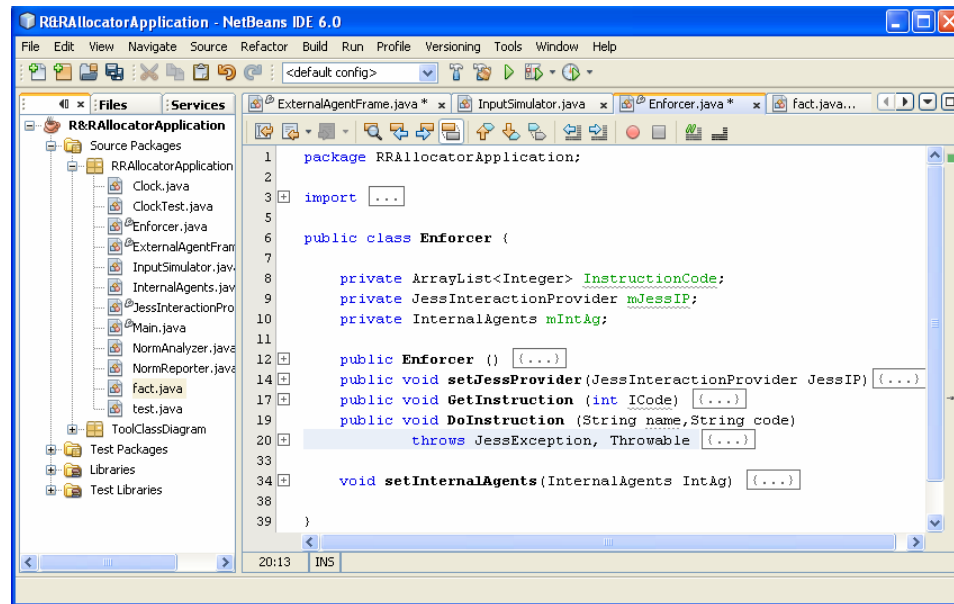 R&RAllocatorApplication - NetBeans IDE 6.0
File Edit View Navigate Source Refactor Build Run Profile Versioning Tools Window Help
<default config>
Files Services
ExternalAgentFrame.java * InputSimulator.java Enforcer.java * fact.java...
R&RAllocatorApplication
Source Packages
RRAllocatorApplication
Clock.java
ClockTest.java
Enforcer.java
ExternalAgentFram
InputSimulator.jav
InternalAgents.jav
JessInteractionPro
Main.java
NormAnalyzer.java
NormReporter.java
fact.java
test.java
ToolClassDiagram
Test Packages
Libraries
Test Libraries
1 package RRAllocatorApplication;
2
3 import ...
5
6 public class Enforcer {
7
8 private ArrayList<Integer> InstructionCode;
9 private JessInteractionProvider mJessIP;
10 private InternalAgents mIntAg;
11
12 public Enforcer () {...}
14 public void setJessProvider(JessInteractionProvider JessIP) {...}
17 public void GetInstruction (int ICode) {...}
19 public void DoInstruction (String name,String code)
20 throws JessException, Throwable {...}
33
34 void setInternalAgents(InternalAgents IntAg) {...}
38
39 }
20:13 INS